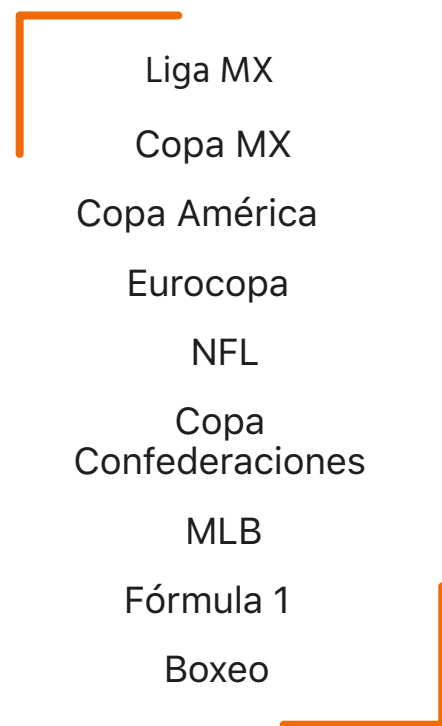 Liga MX
Copa MX
Copa América
Eurocopa
NFL
Copa
Confederaciones
MLB
Fórmula 1
Boxeo